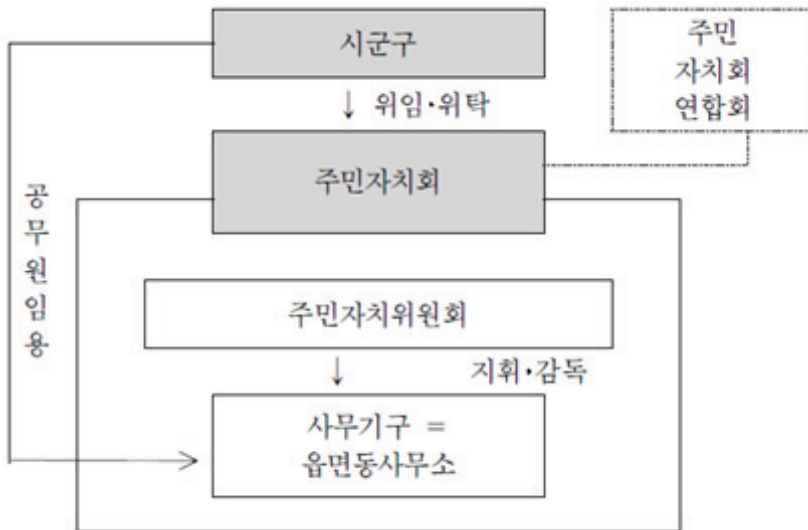 시군구
주민
자치회
연합회
↓ 위임·위탁
주민자치회
공무원임용
주민자치위원회
↓ 지휘·감독
사무기구 =
읍면동사무소